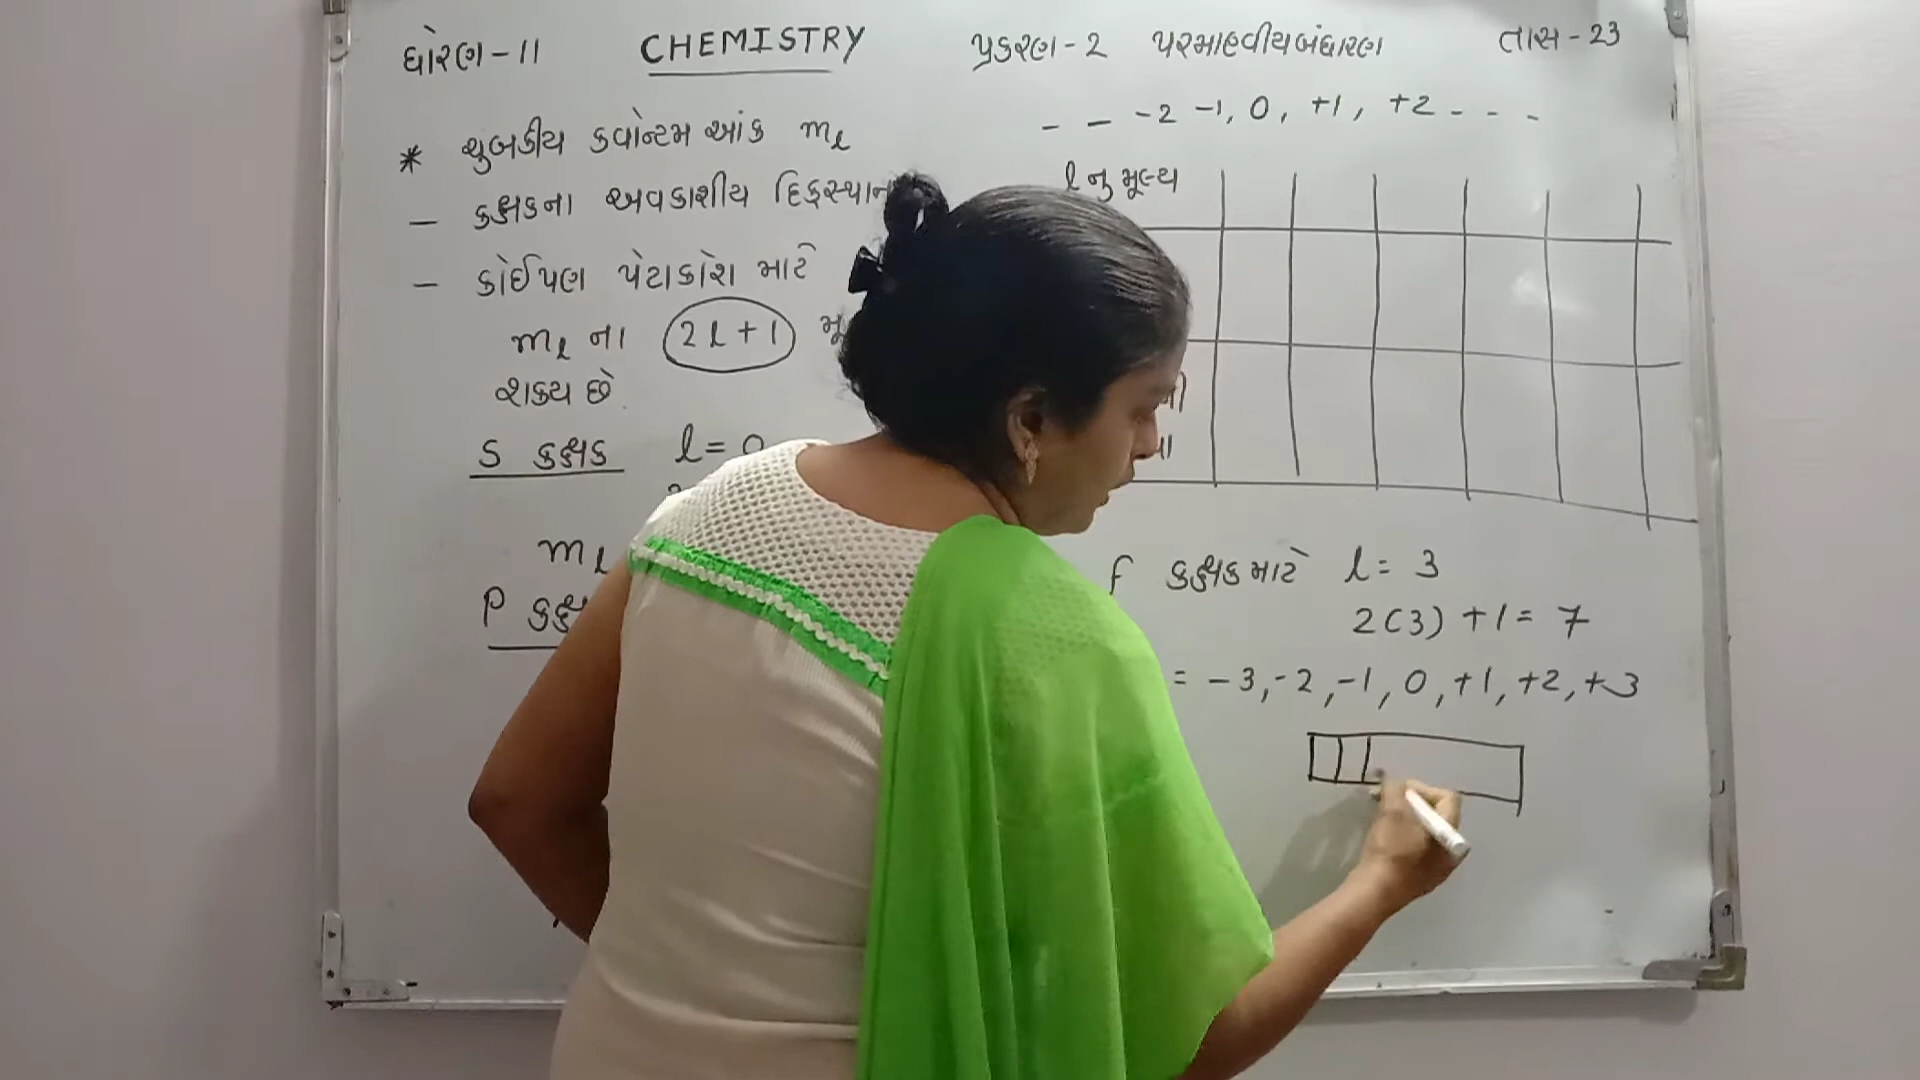 ધોરણ - 11 CHEMISTRY પ્રકરણ - 2 પરમાણ્વીય બંધારણ તાસ - 23
* ચુબકીય ક્વોન્ટમ આંક mₗ
– કક્ષકના અવકાશીય દિક્સ્થાન
– કોઈપણ પેટાકોશ માટે
mₗ ના 2l + 1
શક્ય છે.
S કક્ષક l = 0
mₗ
P
– – -2 -1, 0, +1, +2 - - -
l નુ મૂલ્ય
f કક્ષક માટે l = 3
2(3) + 1 = 7
= -3, -2, -1, 0, +1, +2, +3